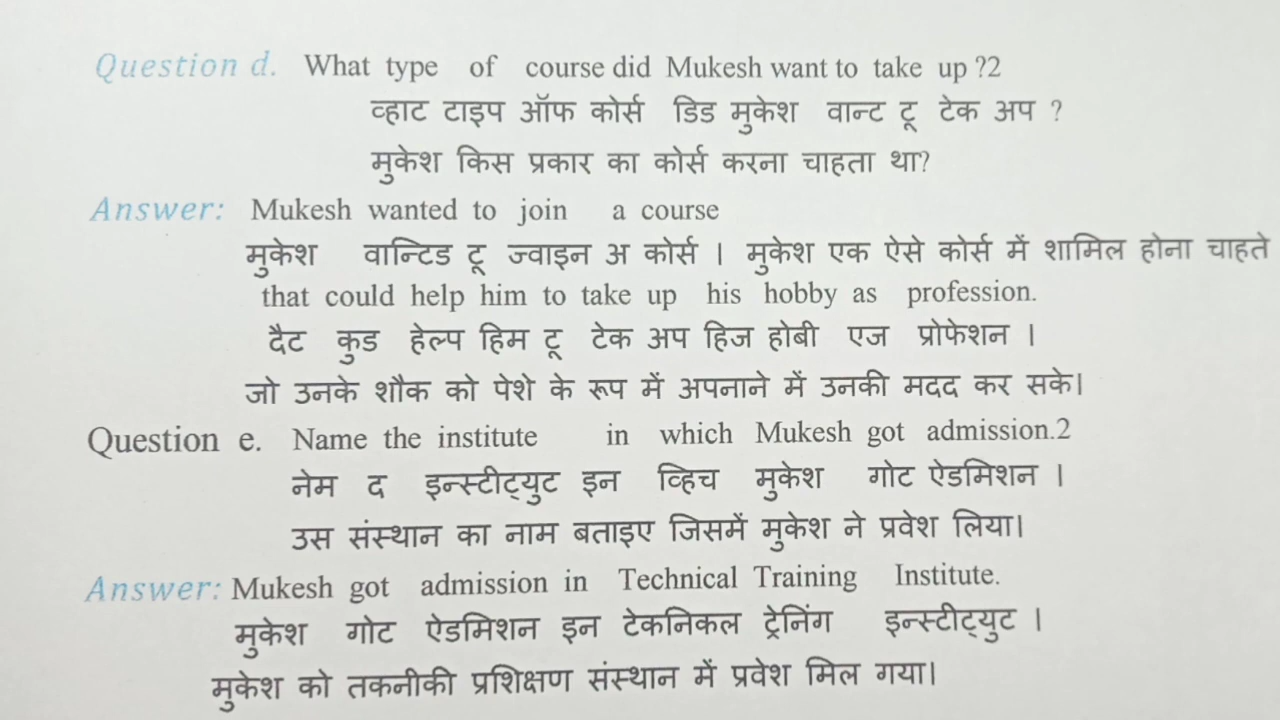 Question d. What type of course did Mukesh want to take up ?2
व्हाट टाइप ऑफ कोर्स डिड मुकेश वान्ट टू टेक अप ?
मुकेश किस प्रकार का कोर्स करना चाहता था?
Answer: Mukesh wanted to join a course
मुकेश वान्टिड टू ज्वाइन अ कोर्स । मुकेश एक ऐसे कोर्स में शामिल होना चाहते
that could help him to take up his hobby as profession.
दैट कुड हेल्प हिम टू टेक अप हिज होबी एज प्रोफेशन ।
जो उनके शौक को पेशे के रूप में अपनाने में उनकी मदद कर सके।
Question e. Name the institute in which Mukesh got admission.2
नेम द इन्स्टीट्युट इन व्हिच मुकेश गोट ऐडमिशन ।
उस संस्थान का नाम बताइए जिसमें मुकेश ने प्रवेश लिया।
Answer: Mukesh got admission in Technical Training Institute.
मुकेश गोट ऐडमिशन इन टेकनिकल ट्रेनिंग इन्स्टीट्युट ।
मुकेश को तकनीकी प्रशिक्षण संस्थान में प्रवेश मिल गया।